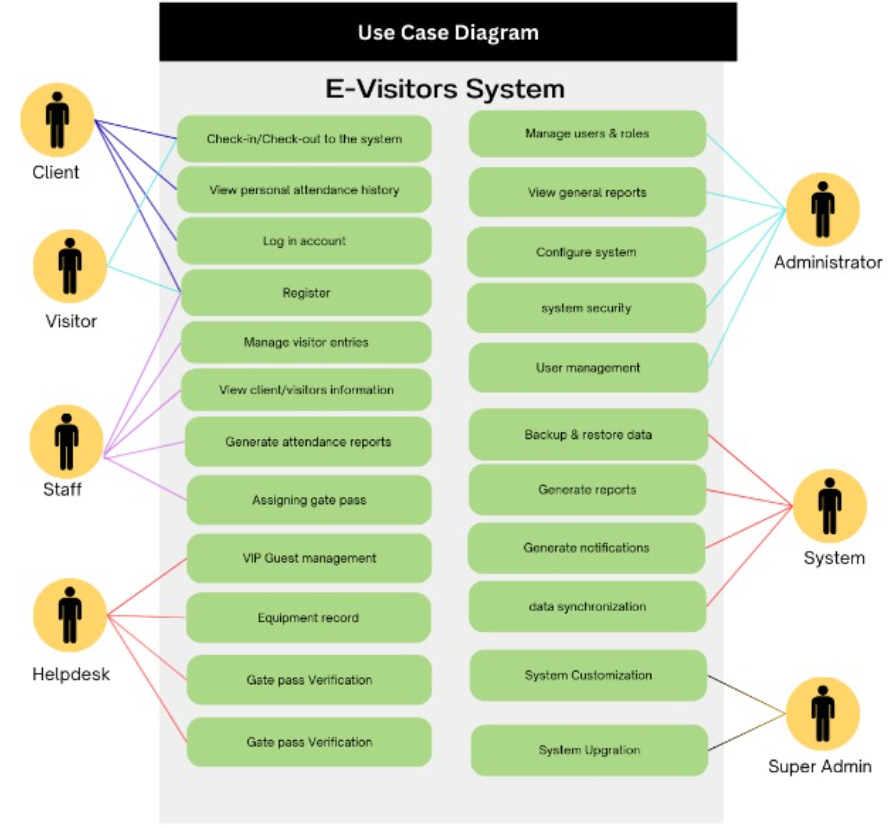 Use Case Diagram
E-Visitors System
Client
Visitor
Staff
Helpdesk
Check-in/Check-out to the system
View personal attendance history
Log in account
Register
Manage visitor entries
View client/visitors information
Generate attendance reports
Assigning gate pass
VIP Guest management
Equipment record
Gate pass Verification
Gate pass Verification
Manage users & roles
View general reports
Configure system
system security
User management
Backup & restore data
Generate reports
Generate notifications
data synchronization
System Customization
System Upgration
Administrator
System
Super Admin